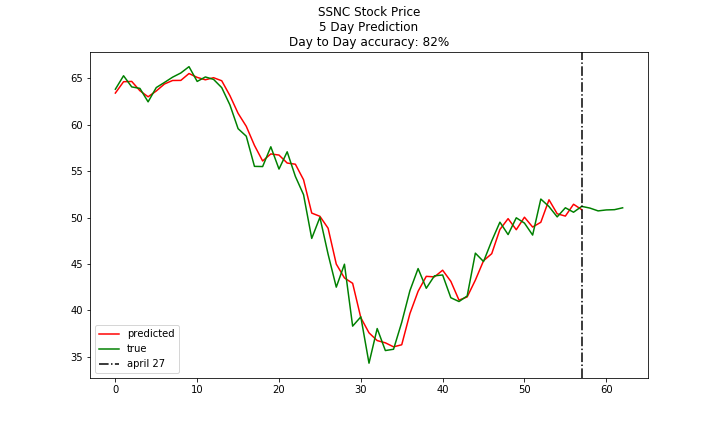 SSNC Stock Price
5 Day Prediction
Day to Day accuracy: 82%
65
60
55
50
45
40
35
predicted
true
april 27
0 10 20 30 40 50 60